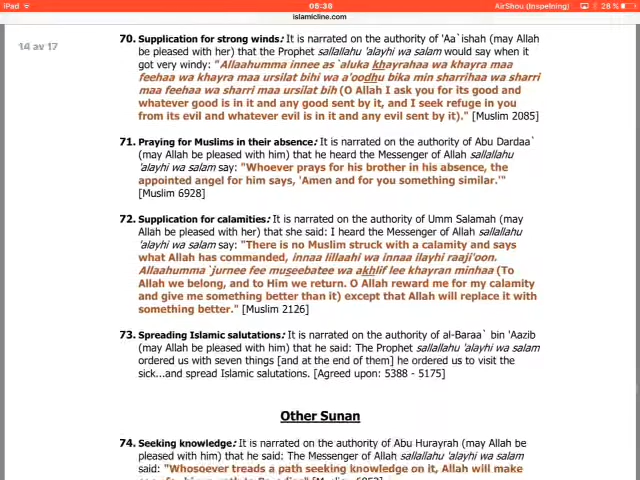 iPad 05:36 AirShou (Inspelning) 28 %
islamicline.com
14 av 17
70. Supplication for strong winds: It is narrated on the authority of 'Aa`ishah (may Allah
be pleased with her) that the Prophet sallallahu 'alayhi wa salam would say when it
got very windy: "Allaahumma innee as`aluka khayrahaa wa khayra maa
feehaa wa khayra maa ursilat bihi wa a'oodhu bika min sharrihaa wa sharri
maa feehaa wa sharri maa ursilat bih (O Allah I ask you for its good and
whatever good is in it and any good sent by it, and I seek refuge in you
from its evil and whatever evil is in it and any evil sent by it)." [Muslim 2085]
71. Praying for Muslims in their absence: It is narrated on the authority of Abu Dardaa`
(may Allah be pleased with him) that he heard the Messenger of Allah sallallahu
'alayhi wa salam say: "Whoever prays for his brother in his absence, the
appointed angel for him says, 'Amen and for you something similar.'"
[Muslim 6928]
72. Supplication for calamities: It is narrated on the authority of Umm Salamah (may
Allah be pleased with her) that she said: I heard the Messenger of Allah sallallahu
'alayhi wa salam say: "There is no Muslim struck with a calamity and says
what Allah has commanded, innaa lillaahi wa innaa ilayhi raaji'oon.
Allaahumma `jurnee fee museebatee wa akhlif lee khayran minhaa (To
Allah we belong, and to Him we return. O Allah reward me for my calamity
and give me something better than it) except that Allah will replace it with
something better." [Muslim 2126]
73. Spreading Islamic salutations: It is narrated on the authority of al-Baraa` bin 'Aazib
(may Allah be pleased with him) that he said: The Prophet sallallahu 'alayhi wa salam
ordered us with seven things [and at the end of them] he ordered us to visit the
sick...and spread Islamic salutations. [Agreed upon: 5388 - 5175]
Other Sunan
74. Seeking knowledge: It is narrated on the authority of Abu Hurayrah (may Allah be
pleased with him) that he said: The Messenger of Allah sallallahu 'alayhi wa salam
said: "Whosoever treads a path seeking knowledge on it, Allah will make